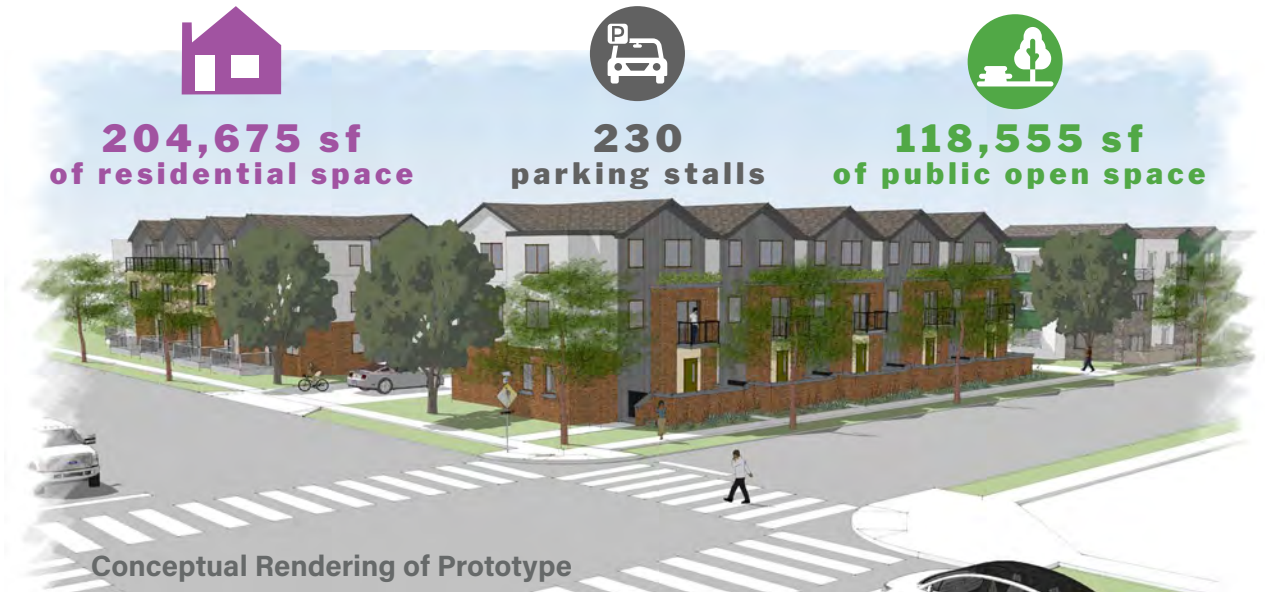 P
204,675 sf
of residential space
230
parking stalls
118,555 sf
of public open space
Conceptual Rendering of Prototype